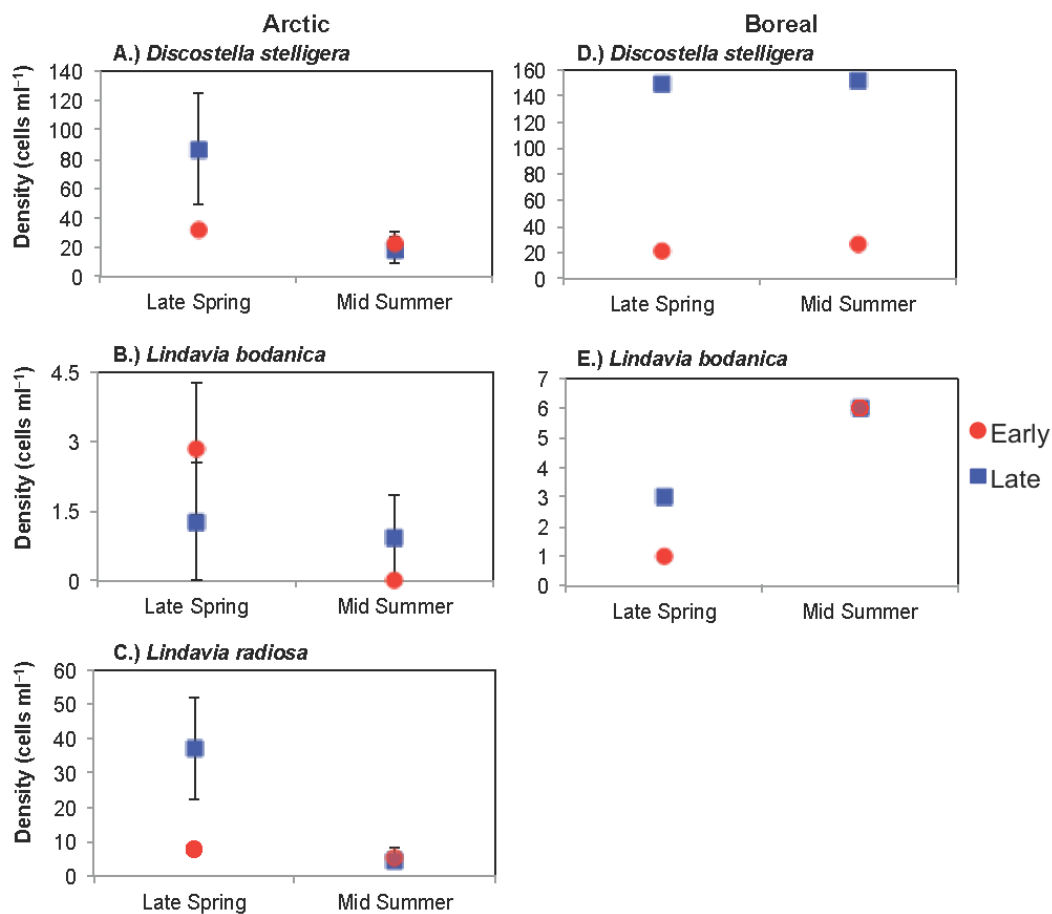 Arctic
Boreal
A.) Discostella stelligera
Density (cells ml⁻¹)
140
120
100
80
60
40
20
0
Late Spring
Mid Summer
D.) Discostella stelligera
160
140
120
100
80
60
40
20
0
Late Spring
Mid Summer
B.) Lindavia bodanica
Density (cells ml⁻¹)
4.5
3
1.5
0
Late Spring
Mid Summer
E.) Lindavia bodanica
7
6
5
4
3
2
1
0
Late Spring
Mid Summer
Early
Late
C.) Lindavia radiosa
Density (cells ml⁻¹)
60
50
40
30
20
10
0
Late Spring
Mid Summer